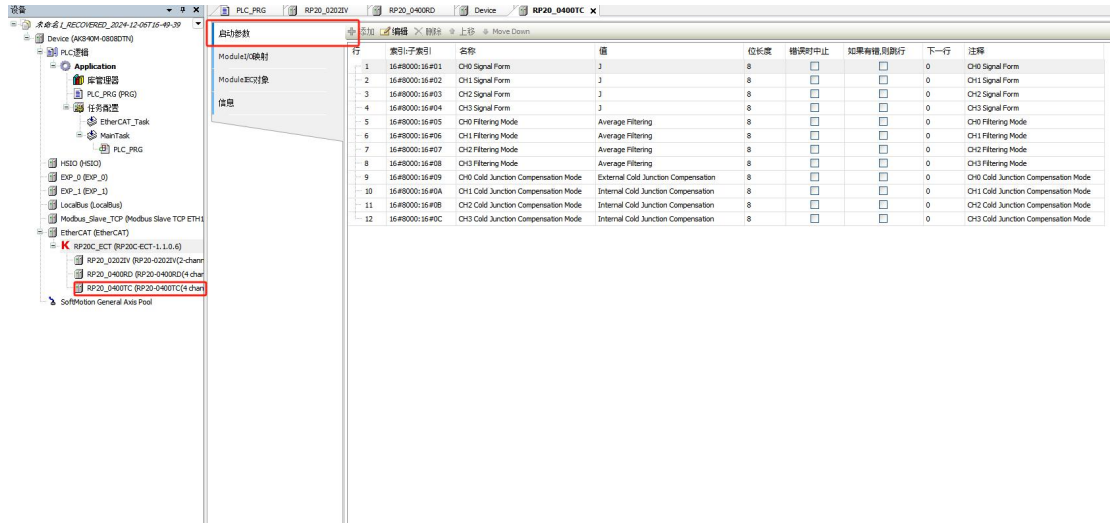 设备
未命名1_RECOVERED_2024-12-06T16-49-39
Device (AK840M-0808DTN)
PLC逻辑
Application
库管理器
PLC_PRG (PRG)
任务配置
EtherCAT_Task
MainTask
PLC_PRG
HSIO (HSIO)
EXP_0 (EXP_0)
EXP_1 (EXP_1)
LocalBus (LocalBus)
Modbus_Slave_TCP (Modbus Slave TCP ETH1
EtherCAT (EtherCAT)
RP20C_ECT (RP20C-ECT-1.1.0.6)
RP20_0202IV (RP20-0202IV(2-chann
RP20_0400RD (RP20-0400RD(4 chan
RP20_0400TC (RP20-0400TC(4 chan
SoftMotion General Axis Pool
PLC_PRG RP20_0202IV RP20_0400RD Device RP20_0400TC
启动参数
ModuleI/O映射
ModuleIEC对象
信息
添加 编辑 删除 上移 Move Down
行 索引:子索引 名称 值 位长度 错误时中止 如果有错,则跳行 下一行 注释
1 16#8000:16#01 CH0 Signal Form J 8 0 CH0 Signal Form
2 16#8000:16#02 CH1 Signal Form J 8 0 CH1 Signal Form
3 16#8000:16#03 CH2 Signal Form J 8 0 CH2 Signal Form
4 16#8000:16#04 CH3 Signal Form J 8 0 CH3 Signal Form
5 16#8000:16#05 CH0 Filtering Mode Average Filtering 8 0 CH0 Filtering Mode
6 16#8000:16#06 CH1 Filtering Mode Average Filtering 8 0 CH1 Filtering Mode
7 16#8000:16#07 CH2 Filtering Mode Average Filtering 8 0 CH2 Filtering Mode
8 16#8000:16#08 CH3 Filtering Mode Average Filtering 8 0 CH3 Filtering Mode
9 16#8000:16#09 CH0 Cold Junction Compensation Mode External Cold Junction Compensation 8 0 CH0 Cold Junction Compensation Mode
10 16#8000:16#0A CH1 Cold Junction Compensation Mode Internal Cold Junction Compensation 8 0 CH1 Cold Junction Compensation Mode
11 16#8000:16#0B CH2 Cold Junction Compensation Mode Internal Cold Junction Compensation 8 0 CH2 Cold Junction Compensation Mode
12 16#8000:16#0C CH3 Cold Junction Compensation Mode Internal Cold Junction Compensation 8 0 CH3 Cold Junction Compensation Mode